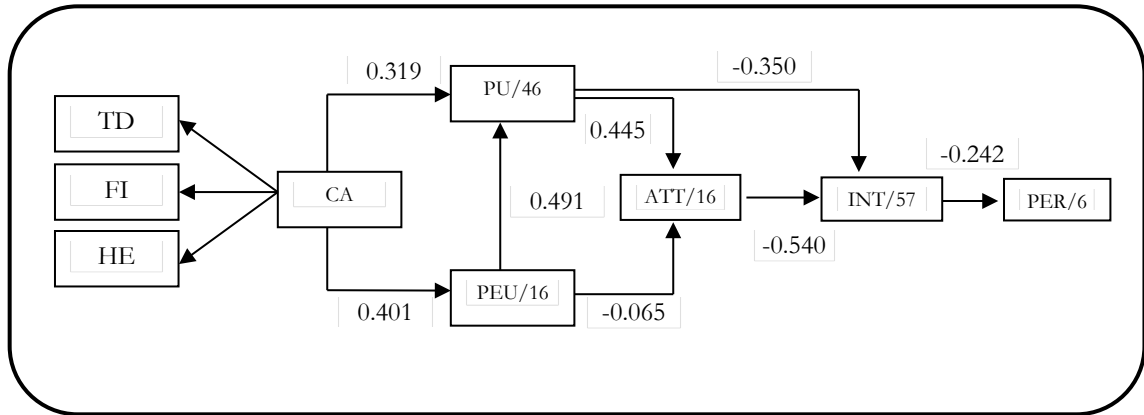 0.319
-0.350
PU/46
TD
0.445
-0.242
FI
CA
0.491
ATT/16
INT/57
PER/6
HE
-0.540
PEU/16
0.401
-0.065